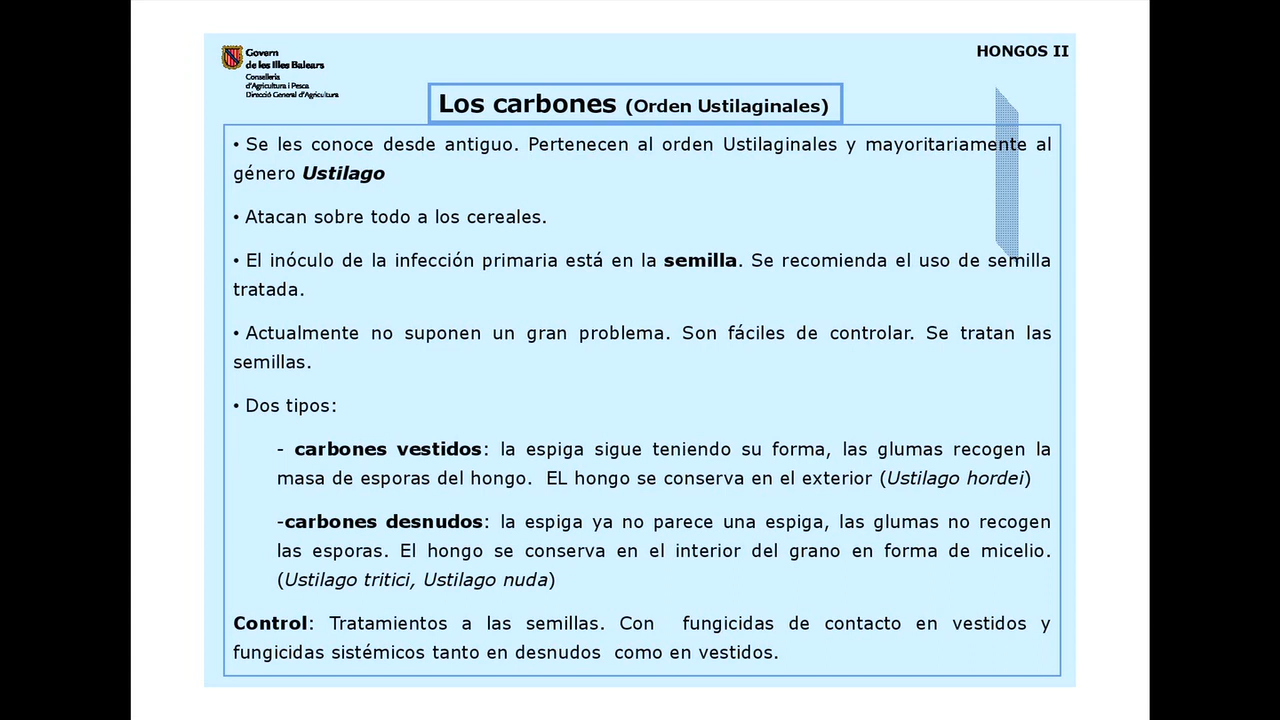 Govern
de les Illes Balears
Conselleria
d'Agricultura i Pesca
Direcció General d'Agricultura
HONGOS II
Los carbones (Orden Ustilaginales)
• Se les conoce desde antiguo. Pertenecen al orden Ustilaginales y mayoritariamente al
género Ustilago
• Atacan sobre todo a los cereales.
• El inóculo de la infección primaria está en la semilla. Se recomienda el uso de semilla
tratada.
• Actualmente no suponen un gran problema. Son fáciles de controlar. Se tratan las
semillas.
• Dos tipos:
- carbones vestidos: la espiga sigue teniendo su forma, las glumas recogen la
masa de esporas del hongo. EL hongo se conserva en el exterior (Ustilago hordei)
-carbones desnudos: la espiga ya no parece una espiga, las glumas no recogen
las esporas. El hongo se conserva en el interior del grano en forma de micelio.
(Ustilago tritici, Ustilago nuda)
Control: Tratamientos a las semillas. Con fungicidas de contacto en vestidos y
fungicidas sistémicos tanto en desnudos como en vestidos.